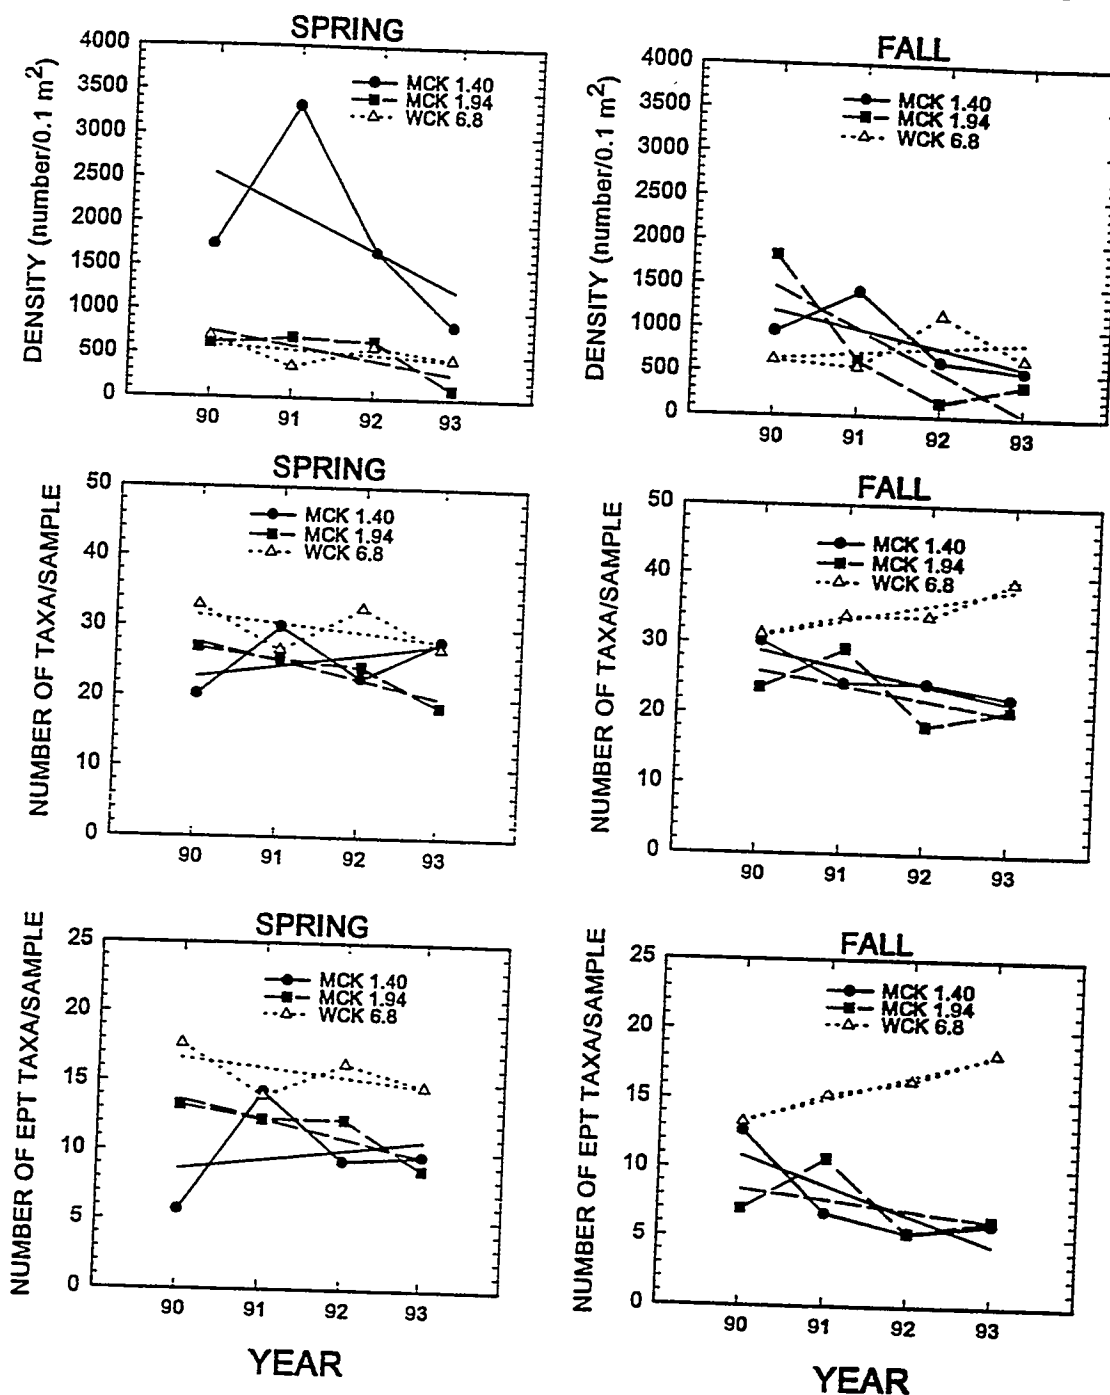 SPRING
DENSITY (number/0.1 m²)
4000
3500
3000
2500
2000
1500
1000
500
0
MCK 1.40
MCK 1.94
WCK 6.8
90 91 92 93
FALL
DENSITY (number/0.1 m²)
4000
3500
3000
2500
2000
1500
1000
500
0
MCK 1.40
MCK 1.94
WCK 6.8
90 91 92 93
SPRING
NUMBER OF TAXA/SAMPLE
50
40
30
20
10
0
MCK 1.40
MCK 1.94
WCK 6.8
90 91 92 93
FALL
NUMBER OF TAXA/SAMPLE
50
40
30
20
10
0
MCK 1.40
MCK 1.94
WCK 6.8
90 91 92 93
SPRING
NUMBER OF EPT TAXA/SAMPLE
25
20
15
10
5
0
MCK 1.40
MCK 1.94
WCK 6.8
90 91 92 93
YEAR
FALL
NUMBER OF EPT TAXA/SAMPLE
25
20
15
10
5
0
MCK 1.40
MCK 1.94
WCK 6.8
90 91 92 93
YEAR